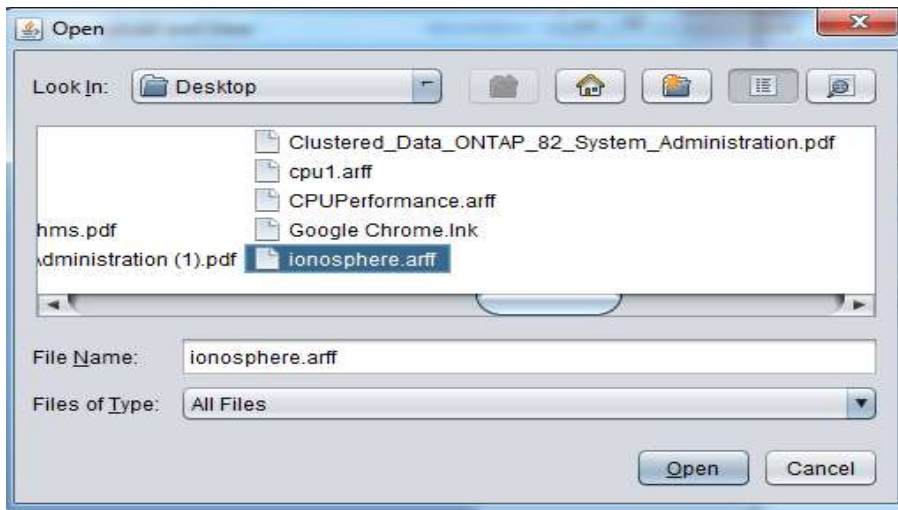 Open
Look In: Desktop
Clustered_Data_ONTAP_82_System_Administration.pdf
cpu1.arff
CPUPerformance.arff
hms.pdf Google Chrome.lnk
dministration (1).pdf ionosphere.arff
File Name: ionosphere.arff
Files of Type: All Files
Open Cancel